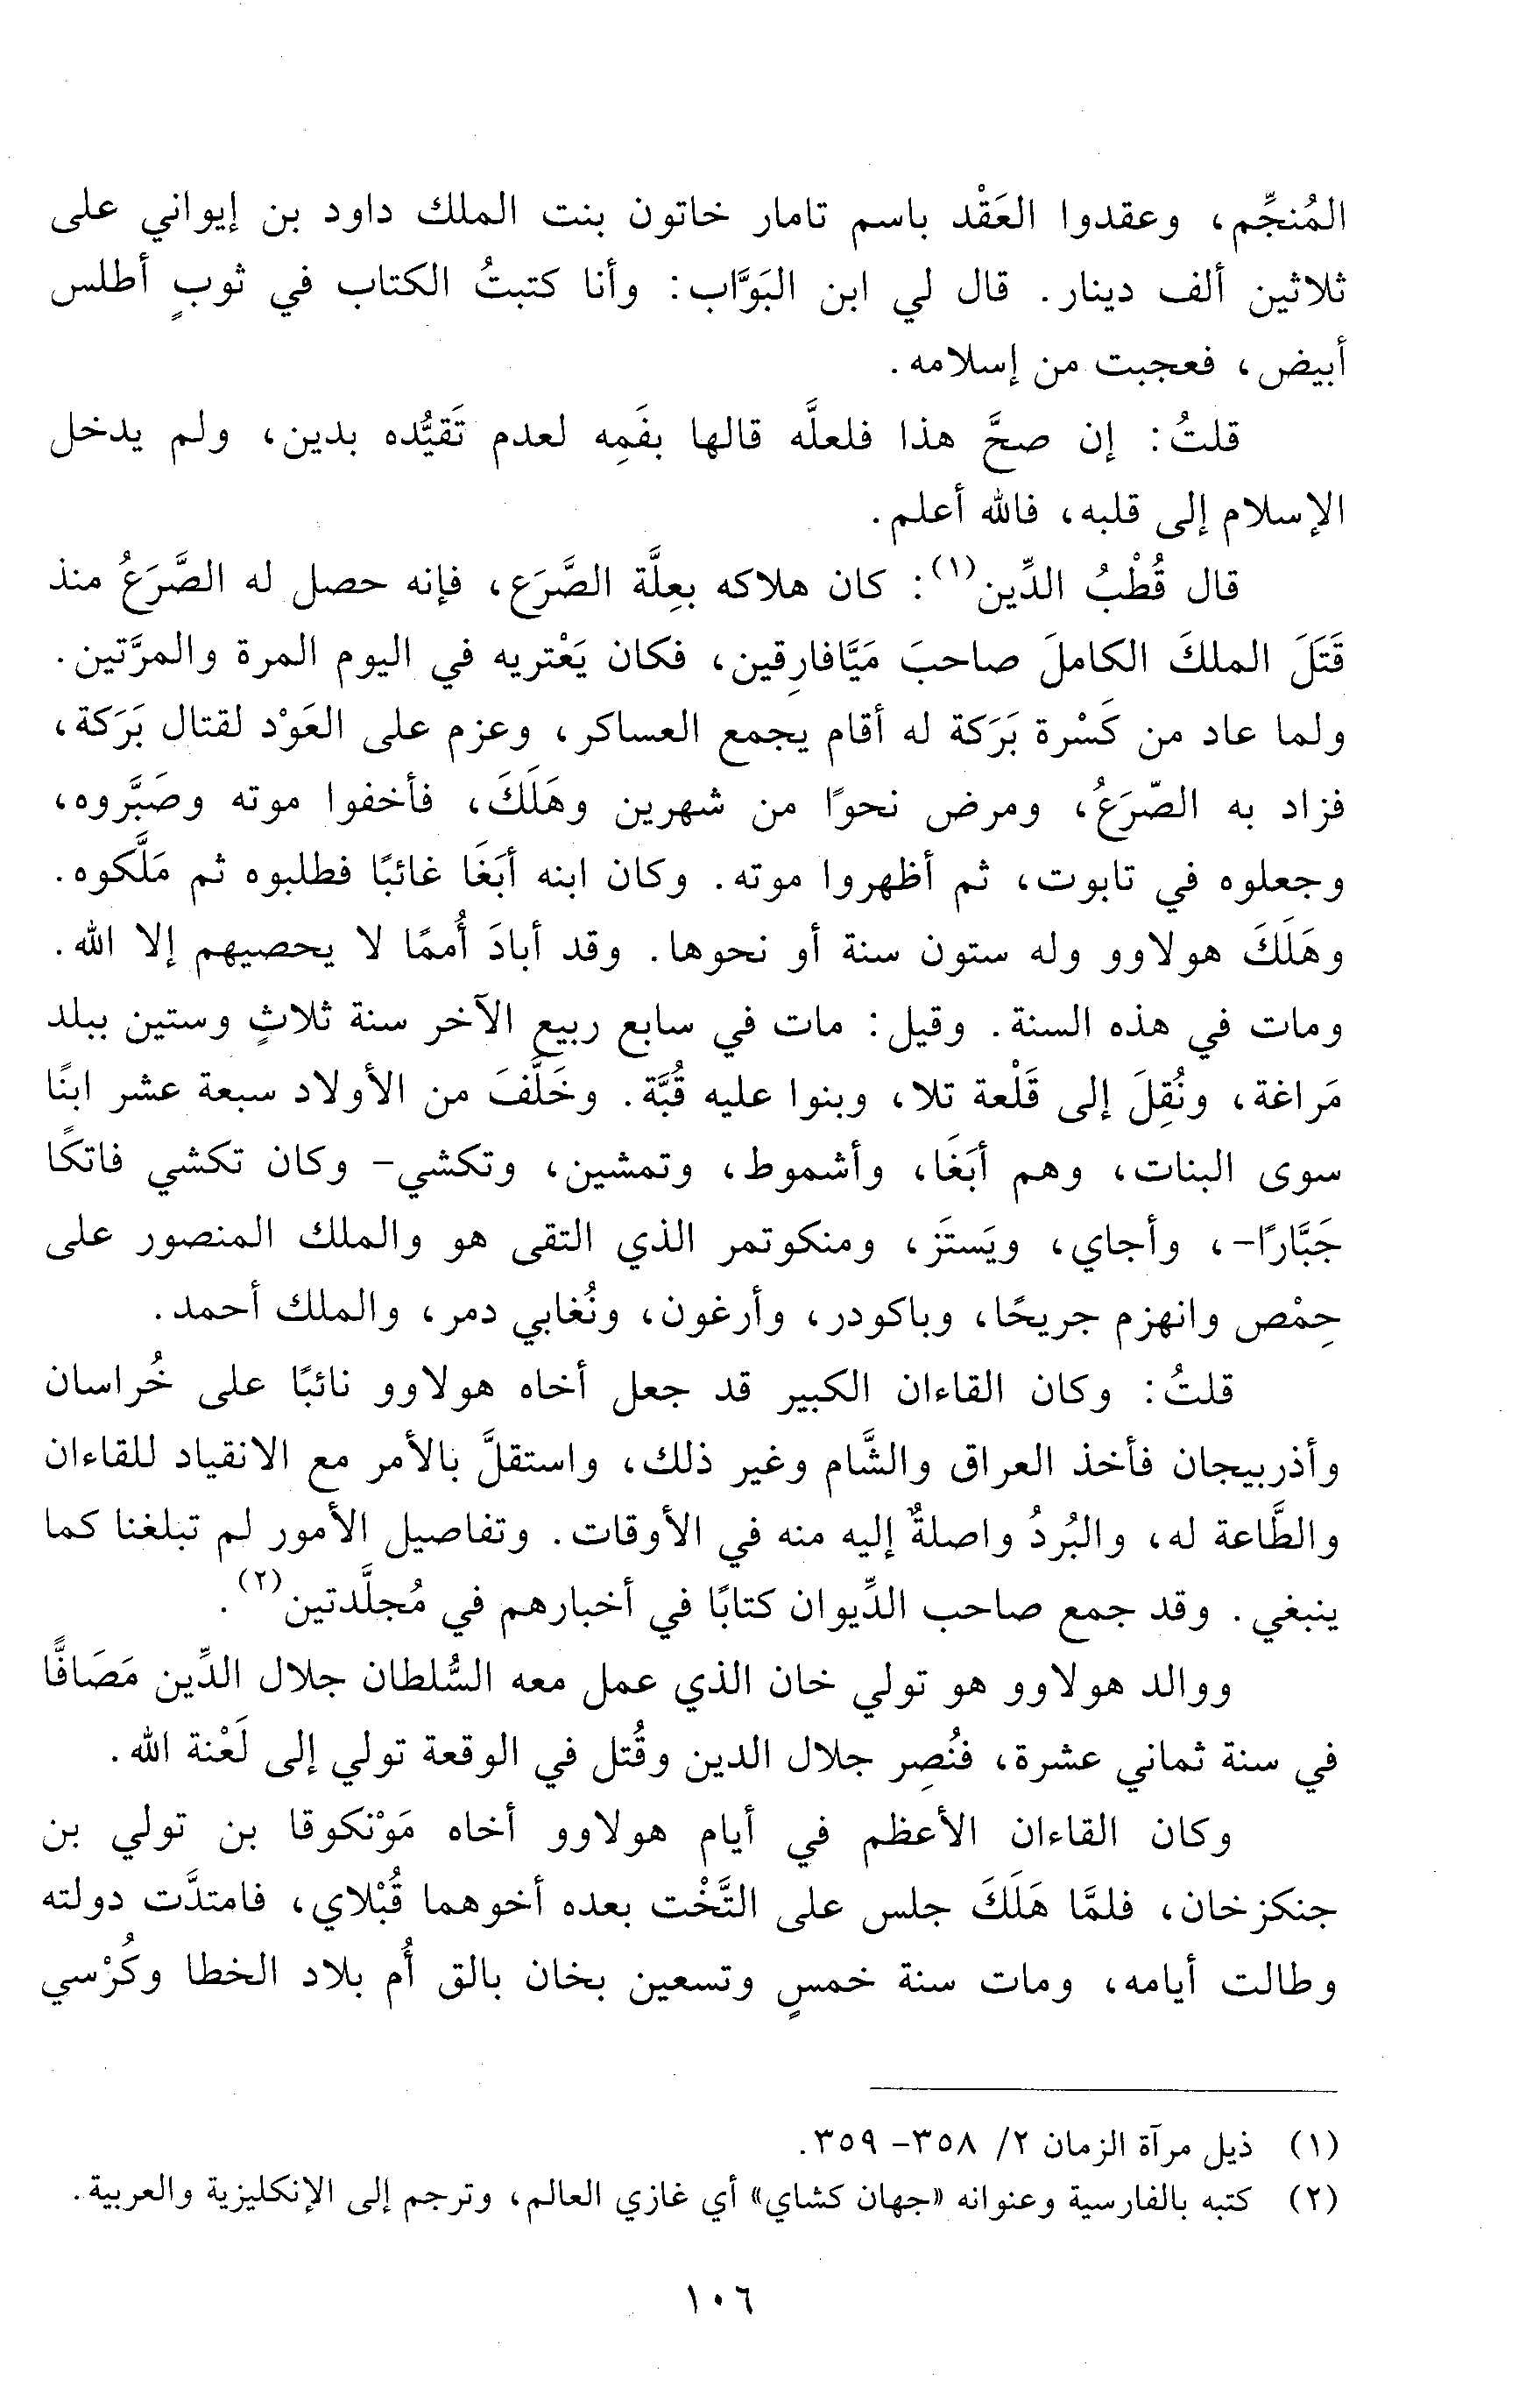 المُنجِّم، وعقدوا العَقْد باسم تامار خاتون بنت الملك داود بن إيواني على
ثلاثين ألف دينار. قال لي ابن البَوَّاب: وأنا كتبتُ الكتاب في ثوبٍ أطلس
أبيض، فعجبت من إسلامه.
قلتُ: إن صحَّ هذا فلعلَّه قالها بفَمِه لعدم تَقيُّده بدين، ولم يدخل
الإسلام إلى قلبه، فالله أعلم.
قال قُطْبُ الدِّين(١): كان هلاكه بعِلَّة الصَّرَع، فإنه حصل له الصَّرَعُ منذ
قَتَلَ الملكَ الكاملَ صاحبَ مَيَّافارِقين، فكان يَعْتريه في اليوم المرة والمرَّتين.
ولما عاد من كَسْرة بَرَكة له أقام يجمع العساكر، وعزم على العَوْد لقتال بَرَكة،
فزاد به الصّرَعُ، ومرض نحوًا من شهرين وهَلَكَ، فأخفوا موته وصَبَّروه،
وجعلوه في تابوت، ثم أظهروا موته. وكان ابنه أبَغَا غائبًا فطلبوه ثم مَلَّكوه.
وهَلَكَ هولاوو وله ستون سنة أو نحوها. وقد أبادَ أُممًا لا يحصيهم إلا الله.
ومات في هذه السنة. وقيل: مات في سابع ربيع الآخر سنة ثلاثٍ وستين ببلد
مَراغة، ونُقِلَ إلى قَلْعة تلا، وبنوا عليه قُبَّة. وخَلَّفَ من الأولاد سبعة عشر ابنًا
سوى البنات، وهم أبَغَا، وأشموط، وتمشين، وتكشي- وكان تكشي فاتكًا
جَبَّارًا-، وأجاي، ويَستَز، ومنكوتمر الذي التقى هو والملك المنصور على
حِمْص وانهزم جريحًا، وباكودر، وأرغون، ونُغابي دمر، والملك أحمد.
قلتُ: وكان القاءان الكبير قد جعل أخاه هولاوو نائبًا على خُراسان
وأذربيجان فأخذ العراق والشَّام وغير ذلك، واستقلَّ بالأمر مع الانقياد للقاءان
والطَّاعة له، والبُردُ واصلةٌ إليه منه في الأوقات. وتفاصيل الأمور لم تبلغنا كما
ينبغي. وقد جمع صاحب الدِّيوان كتابًا في أخبارهم في مُجلَّدتين(٢).
ووالد هولاوو هو تولي خان الذي عمل معه السُّلطان جلال الدِّين مَصَافًّا
في سنة ثماني عشرة، فنُصِر جلال الدين وقُتل في الوقعة تولي إلى لَعْنة الله.
وكان القاءان الأعظم في أيام هولاوو أخاه مَوْنكوقا بن تولي بن
جنكزخان، فلمَّا هَلَكَ جلس على التَّخْت بعده أخوهما قُبْلاي، فامتدَّت دولته
وطالت أيامه، ومات سنة خمسٍ وتسعين بخان بالق أُم بلاد الخطا وكُرْسي
(١) ذيل مرآة الزمان ٢/ ٣٥٨- ٣٥٩.
(٢) كتبه بالفارسية وعنوانه «جهان كشاي» أي غازي العالم، وترجم إلى الإنكليزية والعربية.
١٠٦